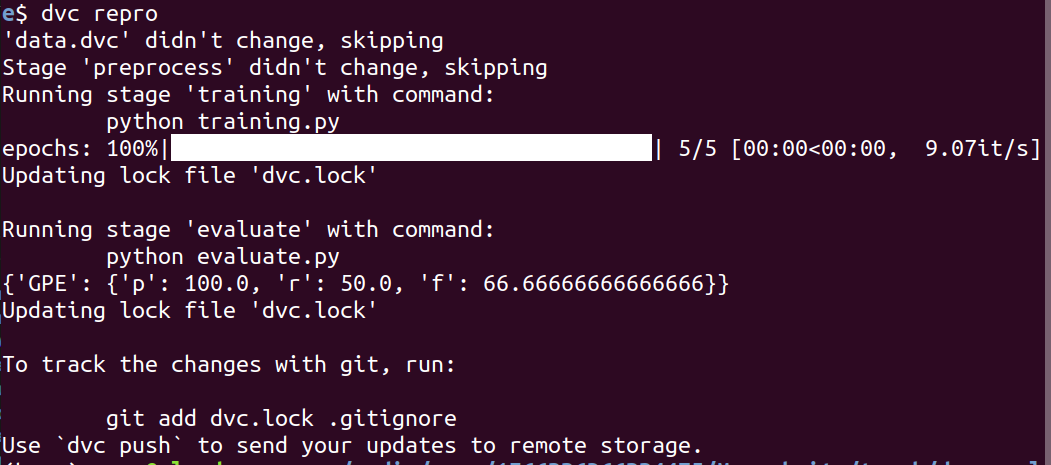 e$ dvc repro
'data.dvc' didn't change, skipping
Stage 'preprocess' didn't change, skipping
Running stage 'training' with command:
python training.py
epochs: 100%| | 5/5 [00:00<00:00, 9.07it/s]
Updating lock file 'dvc.lock'
Running stage 'evaluate' with command:
python evaluate.py
{'GPE': {'p': 100.0, 'r': 50.0, 'f': 66.66666666666666}}
Updating lock file 'dvc.lock'
To track the changes with git, run:
git add dvc.lock .gitignore
Use `dvc push` to send your updates to remote storage.